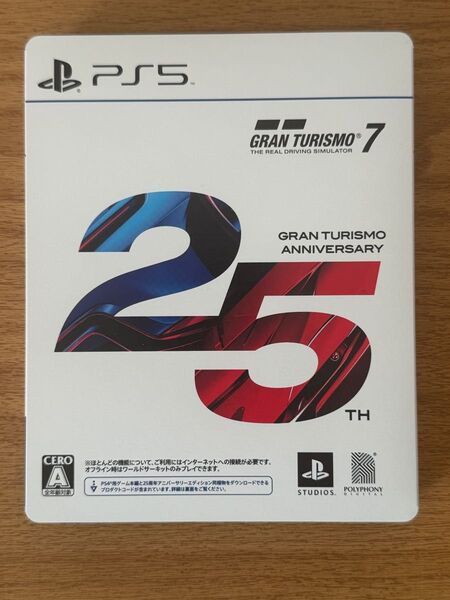 PS5
GRAN TURISMO® 7
THE REAL DRIVING SIMULATOR
GRAN TURISMO
ANNIVERSARY
25
TH
CERO
A
全年齢対象
※ほとんどの機能について、ご利用にはインターネットへの接続が必要です。
オフライン時はワールドサーキットのみプレイできます。
PS4®用ゲーム本編と25周年アニバーサリーエディション同梱物をダウンロードできる
プロダクトコードが含まれています。詳細は裏面をご覧ください。
STUDIOS
POLYPHONY
DIGITAL